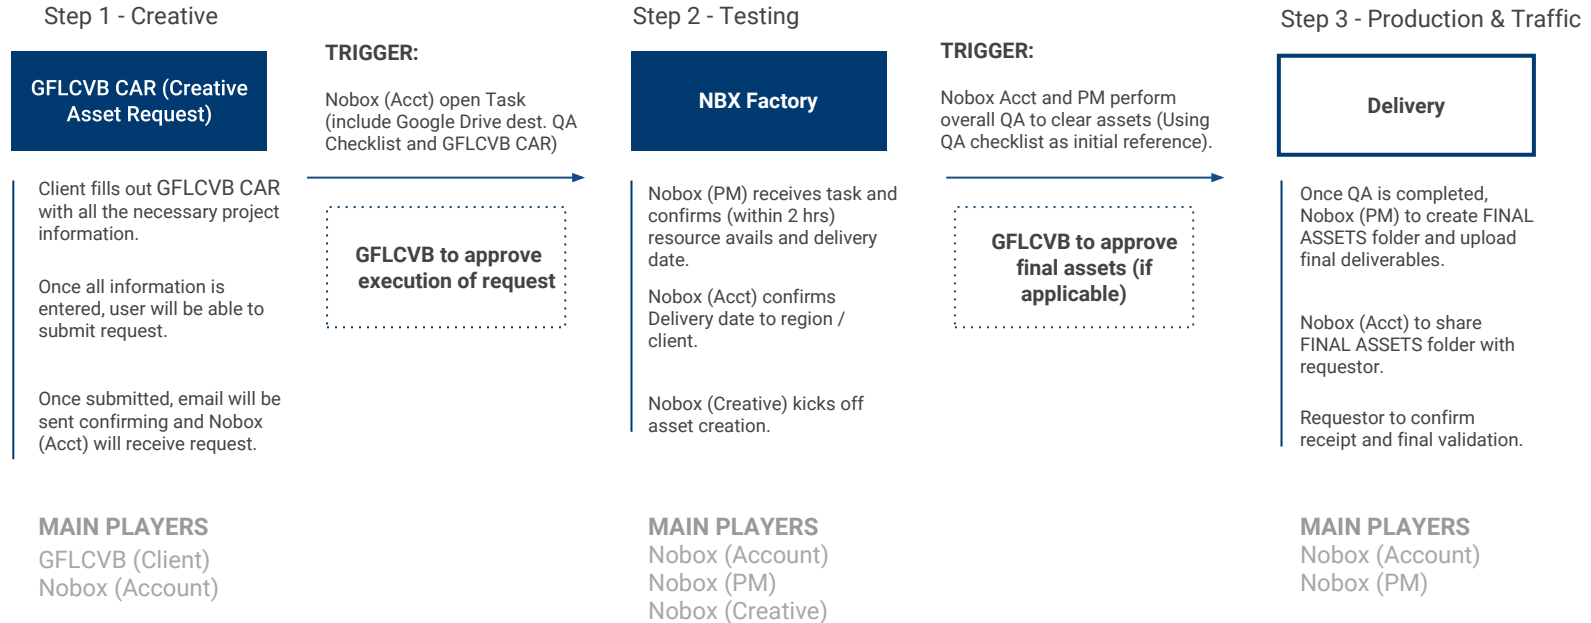 Step 1 - Creative
GFLCVB CAR (Creative
Asset Request)
Client fills out GFLCVB CAR
with all the necessary project
information.
Once all information is
entered, user will be able to
submit request.
Once submitted, email will be
sent confirming and Nobox
(Acct) will receive request.
MAIN PLAYERS
GFLCVB (Client)
Nobox (Account)
TRIGGER:
Nobox (Acct) open Task
(include Google Drive dest. QA
Checklist and GFLCVB CAR)
GFLCVB to approve
execution of request
Step 2 - Testing
NBX Factory
Nobox (PM) receives task and
confirms (within 2 hrs)
resource avails and delivery
date.
Nobox (Acct) confirms
Delivery date to region /
client.
Nobox (Creative) kicks off
asset creation.
MAIN PLAYERS
Nobox (Account)
Nobox (PM)
Nobox (Creative)
TRIGGER:
Nobox Acct and PM perform
overall QA to clear assets (Using
QA checklist as initial reference).
GFLCVB to approve
final assets (if
applicable)
Step 3 - Production & Traffic
Delivery
Once QA is completed,
Nobox (PM) to create FINAL
ASSETS folder and upload
final deliverables.
Nobox (Acct) to share
FINAL ASSETS folder with
requestor.
Requestor to confirm
receipt and final validation.
MAIN PLAYERS
Nobox (Account)
Nobox (PM)